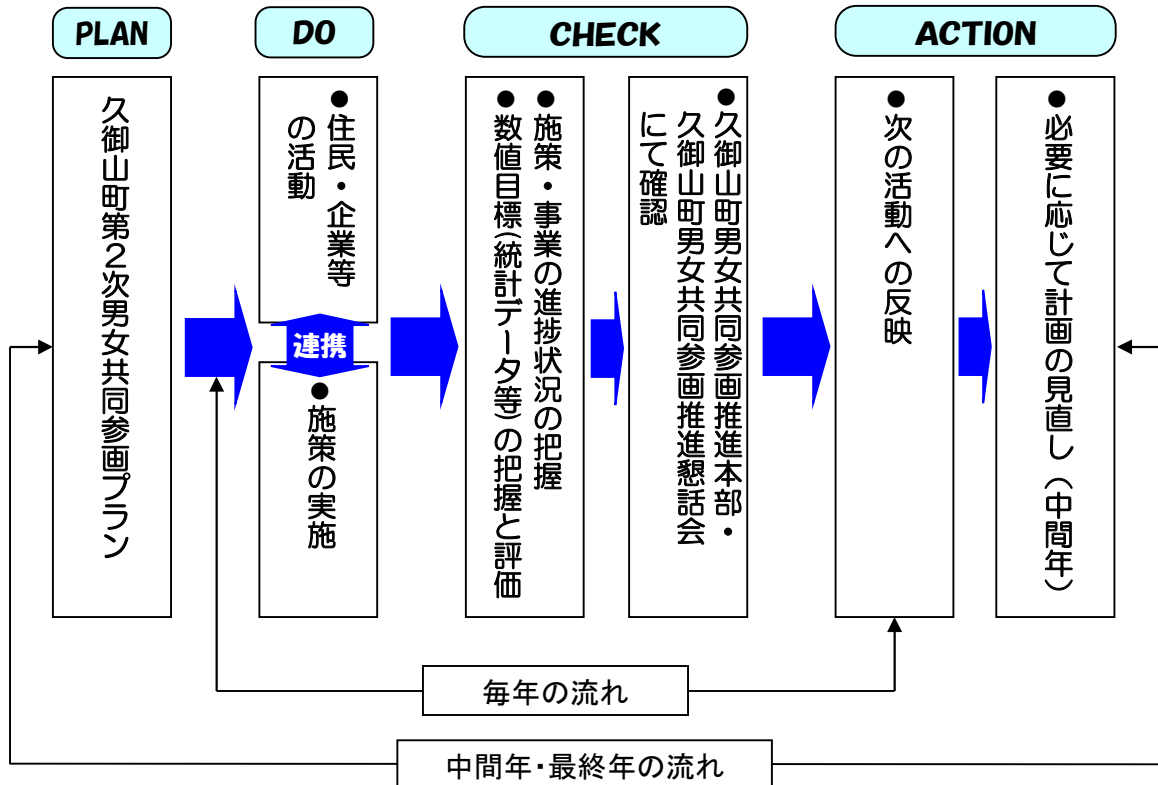 PLAN
DO
CHECK
ACTION
久御山町第2次男女共同参画プラン
●住民・企業等
の活動
連携
●施策の実施
●施策・事業の進捗状況の把握
●数値目標(統計データ等)の把握と評価
●久御山町男女共同参画推進本部・
久御山町男女共同参画推進懇話会
にて確認
●次の活動への反映
●必要に応じて計画の見直し(中間年)
毎年の流れ
中間年・最終年の流れ